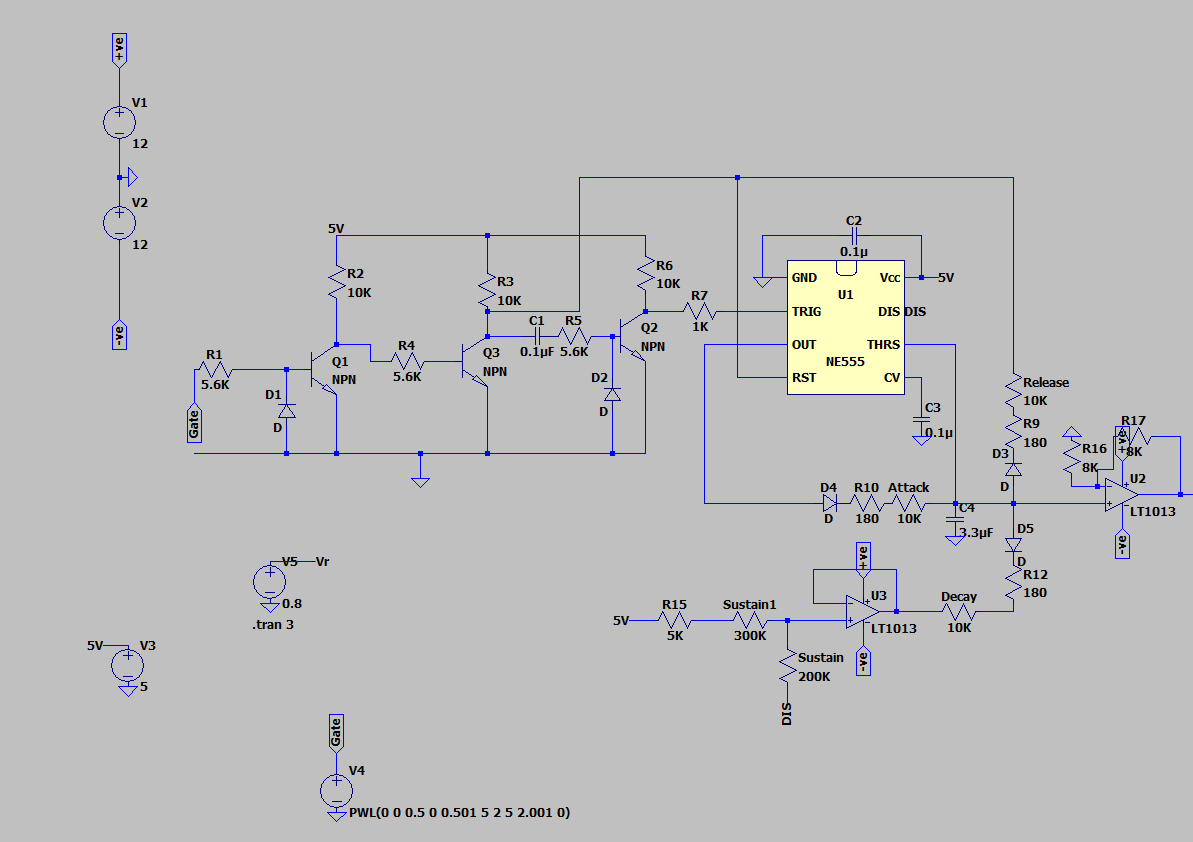 +ve
V1
12
V2
12
-ve
5V
R2
10K
R3
10K
R6
10K
C2
0.1µ
GND
Vcc
5V
U1
TRIG
DIS
DIS
OUT
THRS
NE555
RST
CV
R7
1K
C1
0.1µF
R5
5.6K
Q2
NPN
R1
5.6K
Q1
NPN
R4
5.6K
Q3
NPN
D1
D
D2
D
Gate
C3
0.1µ
Release
10K
R9
180
D3
D
R17
8K
+ve
R16
8K
U2
LT1013
-ve
D4
D
R10
180
Attack
10K
C4
3.3µF
D5
D
R12
180
+ve
U3
LT1013
-ve
Decay
10K
5V
R15
5K
Sustain1
300K
Sustain
200K
DIS
V5
Vr
0.8
.tran 3
5V
V3
5
Gate
V4
PWL(0 0 0.5 0 0.501 5 2 5 2.001 0)